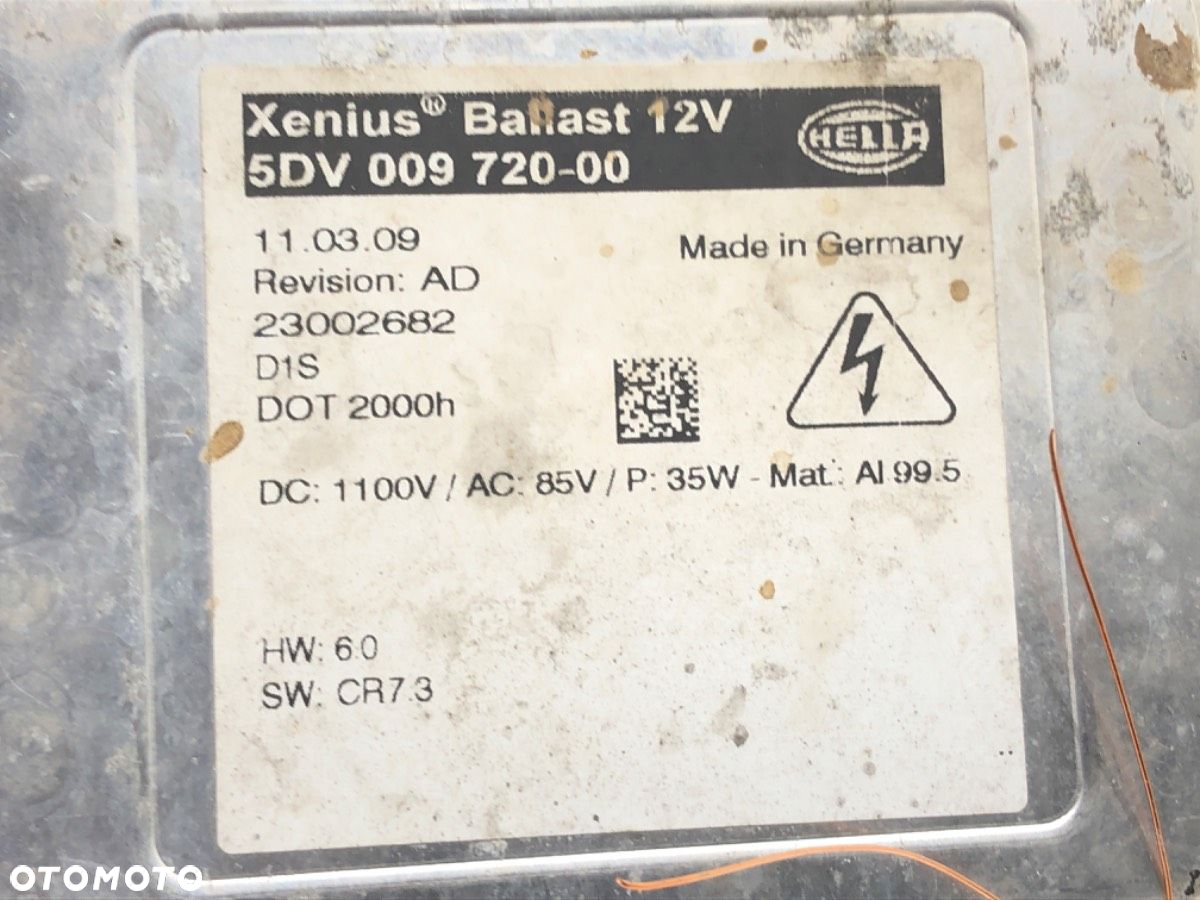 Xenius® Ballast 12V
5DV 009 720-00
HELLA
11.03.09
Made in Germany
Revision: AD
23002682
D1S
DOT 2000h
DC: 1100V / AC: 85V / P: 35W - Mat.: Al 99.5
HW: 6.0
SW: CR7.3
OTOMOTO